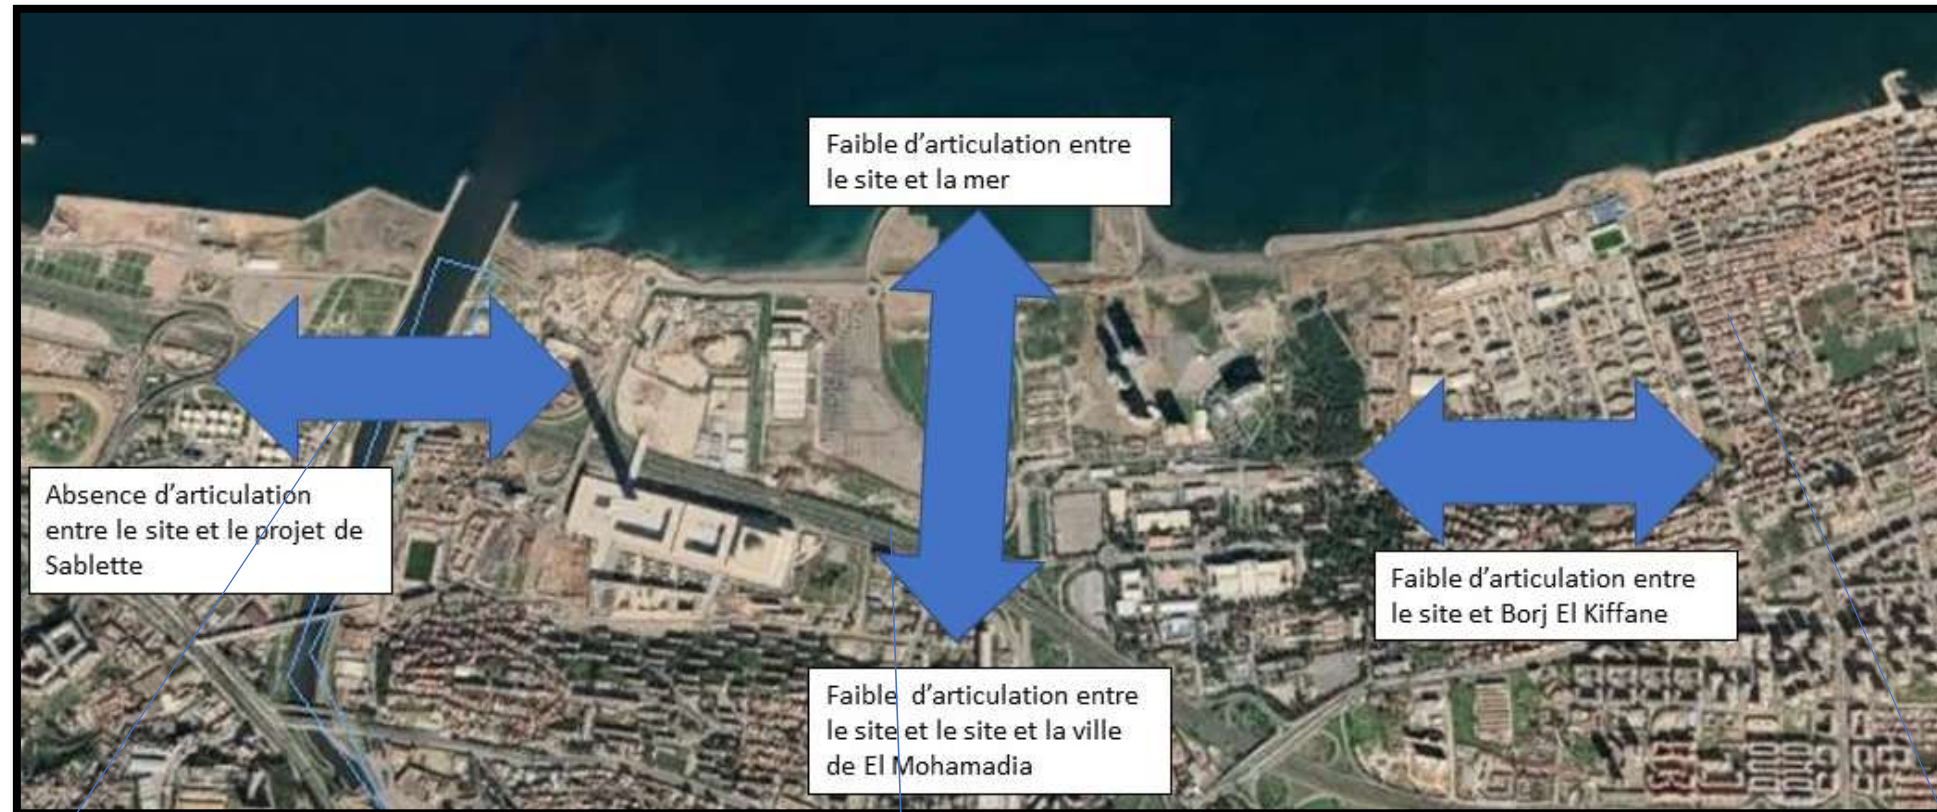 Faible d'articulation entre
le site et la mer
Absence d'articulation
entre le site et le projet de
Sablette
Faible d'articulation entre
le site et Borj El Kiffane
Faible  d'articulation entre
le site et le site et la ville
de El Mohamadia